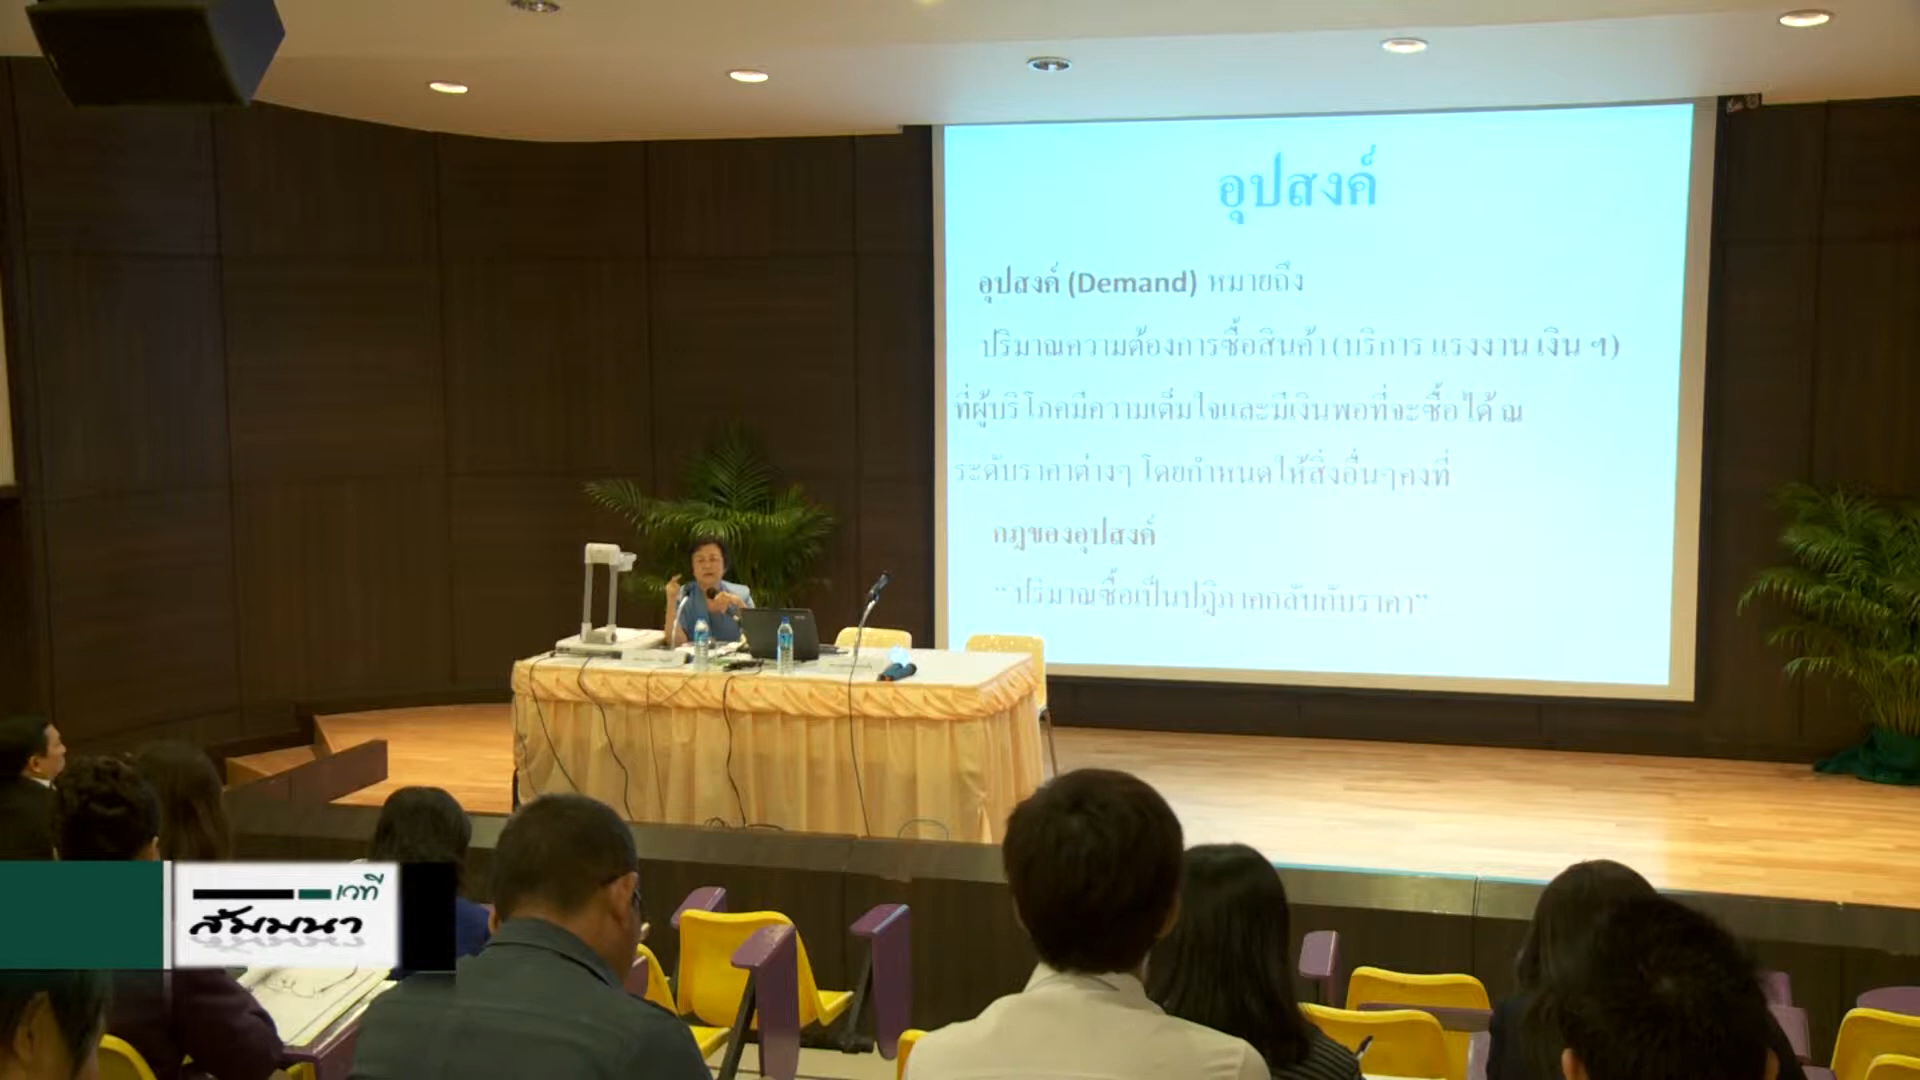 อุปสงค์
อุปสงค์ (Demand) หมายถึง
ปริมาณความต้องการซื้อสินค้า (บริการ แรงงาน เงิน ฯ)
ที่ผู้บริโภคมีความเต็มใจและมีเงินพอที่จะซื้อได้ ณ
ระดับราคาต่างๆ โดยกำหนดให้สิ่งอื่นๆคงที่
กฎของอุปสงค์
“ ปริมาณซื้อเป็นปฏิภาคกลับกับราคา”
เวที
สัมมนา